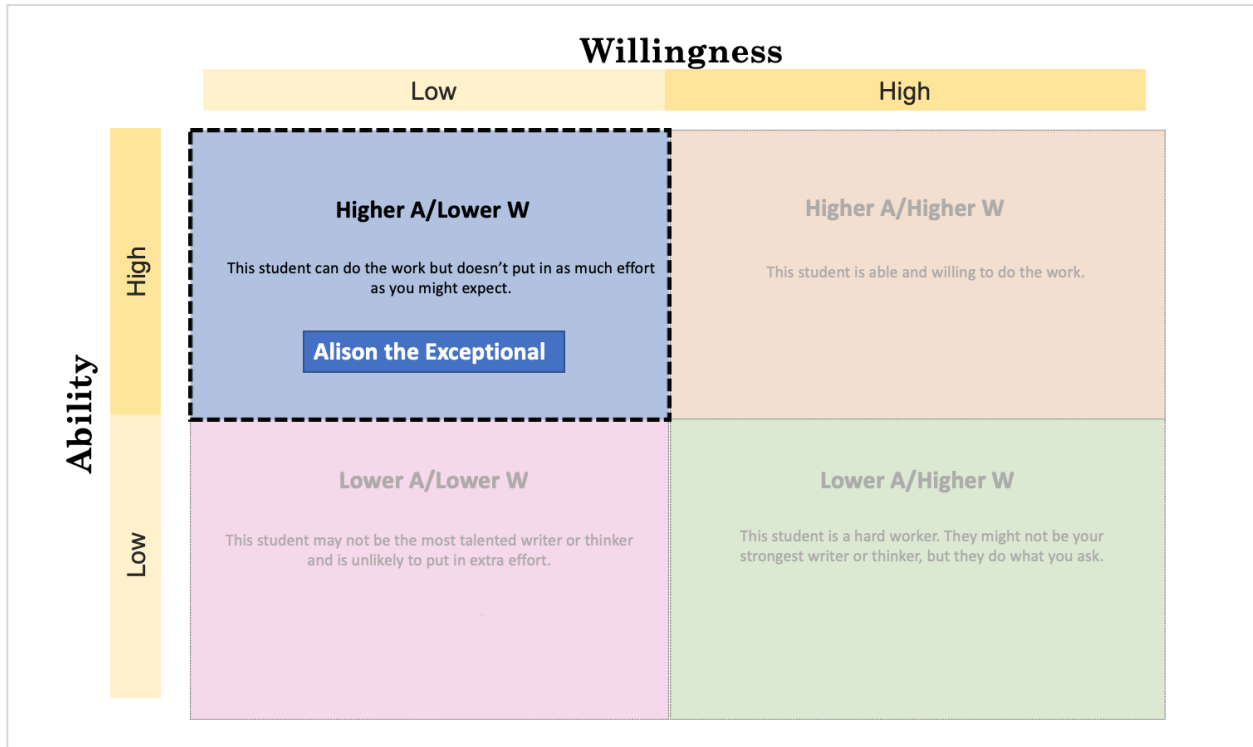 Willingness
Low
High
Ability
High
Low
Higher A/Lower W
This student can do the work but doesn’t put in as much effort
as you might expect.
Alison the Exceptional
Higher A/Higher W
This student is able and willing to do the work.
Lower A/Lower W
This student may not be the most talented writer or thinker
and is unlikely to put in extra effort.
Lower A/Higher W
This student is a hard worker. They might not be your
strongest writer or thinker, but they do what you ask.